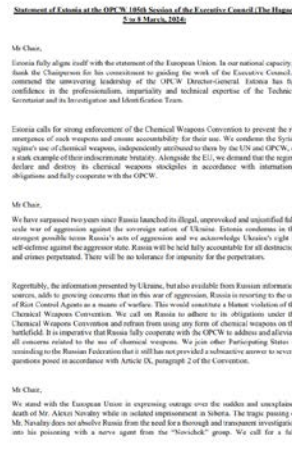 Statement of Estonia at the OPCW 105th Session of the Executive Council (The Hague
5 to 8 March, 2024)
Mr Chair,
Estonia fully aligns itself with the statement of the European Union. In our national capacity,
thank the Chairperson for his commitment to guiding the work of the Executive Council.
commend the unwavering leadership of the OPCW Director-General. Estonia has fu
confidence in the professionalism, impartiality and technical expertise of the Technic
Secretariat and its Investigation and Identification Team.
Estonia calls for strong enforcement of the Chemical Weapons Convention to prevent the r
emergence of such weapons and ensure accountability for their use. We condemn the Syria
regime's use of chemical weapons, independently attributed to them by the UN and OPCW,
a stark example of their indiscriminate brutality. Alongside the EU, we demand that the regim
declare and destroy its chemical weapons stockpiles in accordance with internation
obligations and fully cooperate with the OPCW.
Mr Chair,
We have surpassed two years since Russia launched its illegal, unprovoked and unjustified ful
scale war of aggression against the sovereign nation of Ukraine. Estonia condemns in th
strongest possible terms Russia's acts of aggression and we acknowledge Ukraine's right
self-defense against the aggressor state. Russia will be held fully accountable for all destructio
and crimes perpetrated. There will be no tolerance for impunity for the perpetrators.
Regrettably, the information presented by Ukraine, but also available from Russian informatio
sources, adds to growing concerns that in this war of aggression, Russia is resorting to the u
of Riot Control Agents as a means of warfare. This would constitute a blatant violation of th
Chemical Weapons Convention. We call on Russia to adhere to its obligations under th
Chemical Weapons Convention and refrain from using any form of chemical weapons on th
battlefield. It is imperative that Russia fully cooperate with the OPCW to address and allevia
all concerns related to the use of chemical weapons. We join other Participating States
reminding to the Russian Federation that it still has not provided a substantive answer to sever
questions posed in accordance with Article IX, paragraph 2 of the Convention.
Mr Chair,
We stand with the European Union in expressing outrage over the sudden and unexplaine
death of Mr. Alexei Navalny while in isolated imprisonment in Siberia. The tragic passing
Mr. Navalny does not absolve Russia from the need for a thorough and transparent investigatio
into his poisoning with a nerve agent from the "Novichok" group. We call for a ful